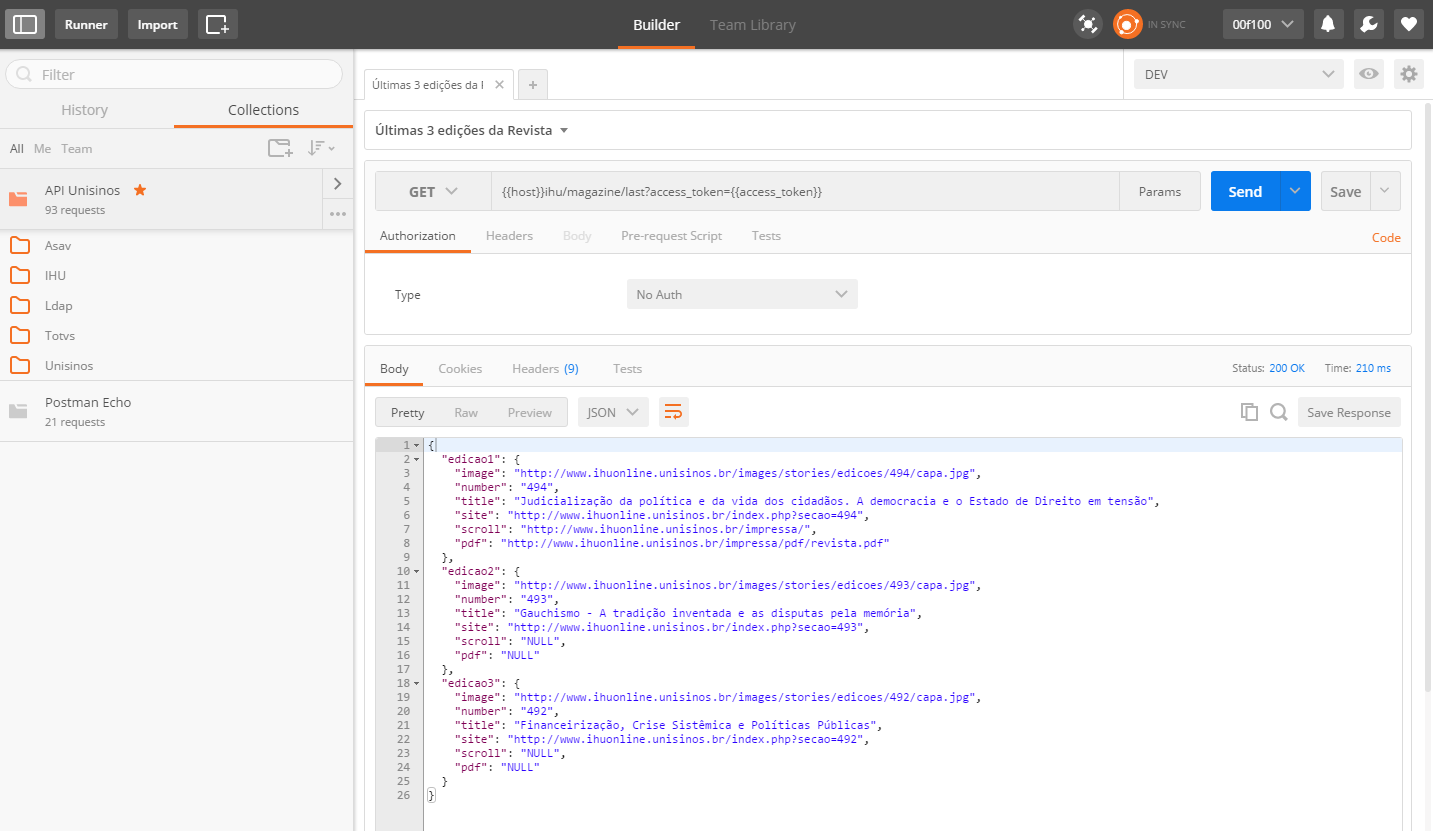 Runner Import Builder Team Library IN SYNC 00f100
Filter
History Collections
All Me Team
API Unisinos
93 requests
Asav
IHU
Ldap
Totvs
Unisinos
Postman Echo
21 requests
Últimas 3 edições da I
DEV
Últimas 3 edições da Revista
GET {{host}}ihu/magazine/last?access_token={{access_token}} Params Send Save
Authorization Headers Body Pre-request Script Tests Code
Type No Auth
Body Cookies Headers (9) Tests Status: 200 OK Time: 210 ms
Pretty Raw Preview JSON Save Response
1 {
2 "edicao1": {
3 "image": "http://www.ihuonline.unisinos.br/images/stories/edicoes/494/capa.jpg",
4 "number": "494",
5 "title": "Judicialização da política e da vida dos cidadãos. A democracia e o Estado de Direito em tensão",
6 "site": "http://www.ihuonline.unisinos.br/index.php?secao=494",
7 "scroll": "http://www.ihuonline.unisinos.br/impressa/",
8 "pdf": "http://www.ihuonline.unisinos.br/impressa/pdf/revista.pdf"
9 },
10 "edicao2": {
11 "image": "http://www.ihuonline.unisinos.br/images/stories/edicoes/493/capa.jpg",
12 "number": "493",
13 "title": "Gauchismo - A tradição inventada e as disputas pela memória",
14 "site": "http://www.ihuonline.unisinos.br/index.php?secao=493",
15 "scroll": "NULL",
16 "pdf": "NULL"
17 },
18 "edicao3": {
19 "image": "http://www.ihuonline.unisinos.br/images/stories/edicoes/492/capa.jpg",
20 "number": "492",
21 "title": "Financeirização, Crise Sistêmica e Políticas Públicas",
22 "site": "http://www.ihuonline.unisinos.br/index.php?secao=492",
23 "scroll": "NULL",
24 "pdf": "NULL"
25 }
26 }